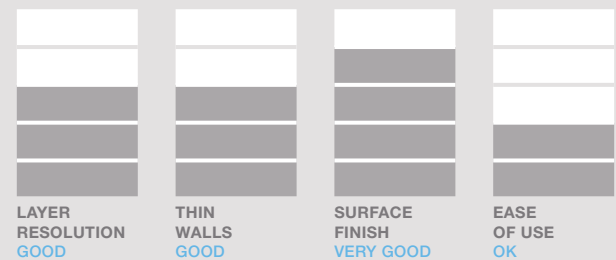 LAYER
RESOLUTION
GOOD
THIN
WALLS
GOOD
SURFACE
FINISH
VERY GOOD
EASE
OF USE
OK